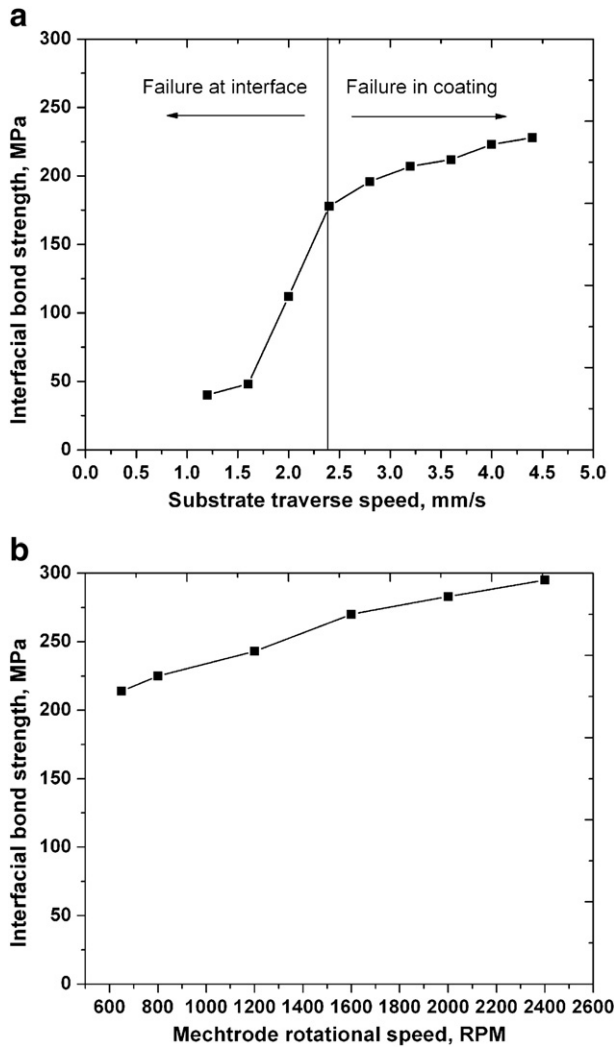 a
300
250
200
150
100
50
0
Interfacial bond strength, MPa
Failure at interface
Failure in coating
0.0 0.5 1.0 1.5 2.0 2.5 3.0 3.5 4.0 4.5 5.0
Substrate traverse speed, mm/s
b
300
250
200
150
100
50
0
Interfacial bond strength, MPa
600 800 1000 1200 1400 1600 1800 2000 2200 2400 2600
Mechtrode rotational speed, RPM